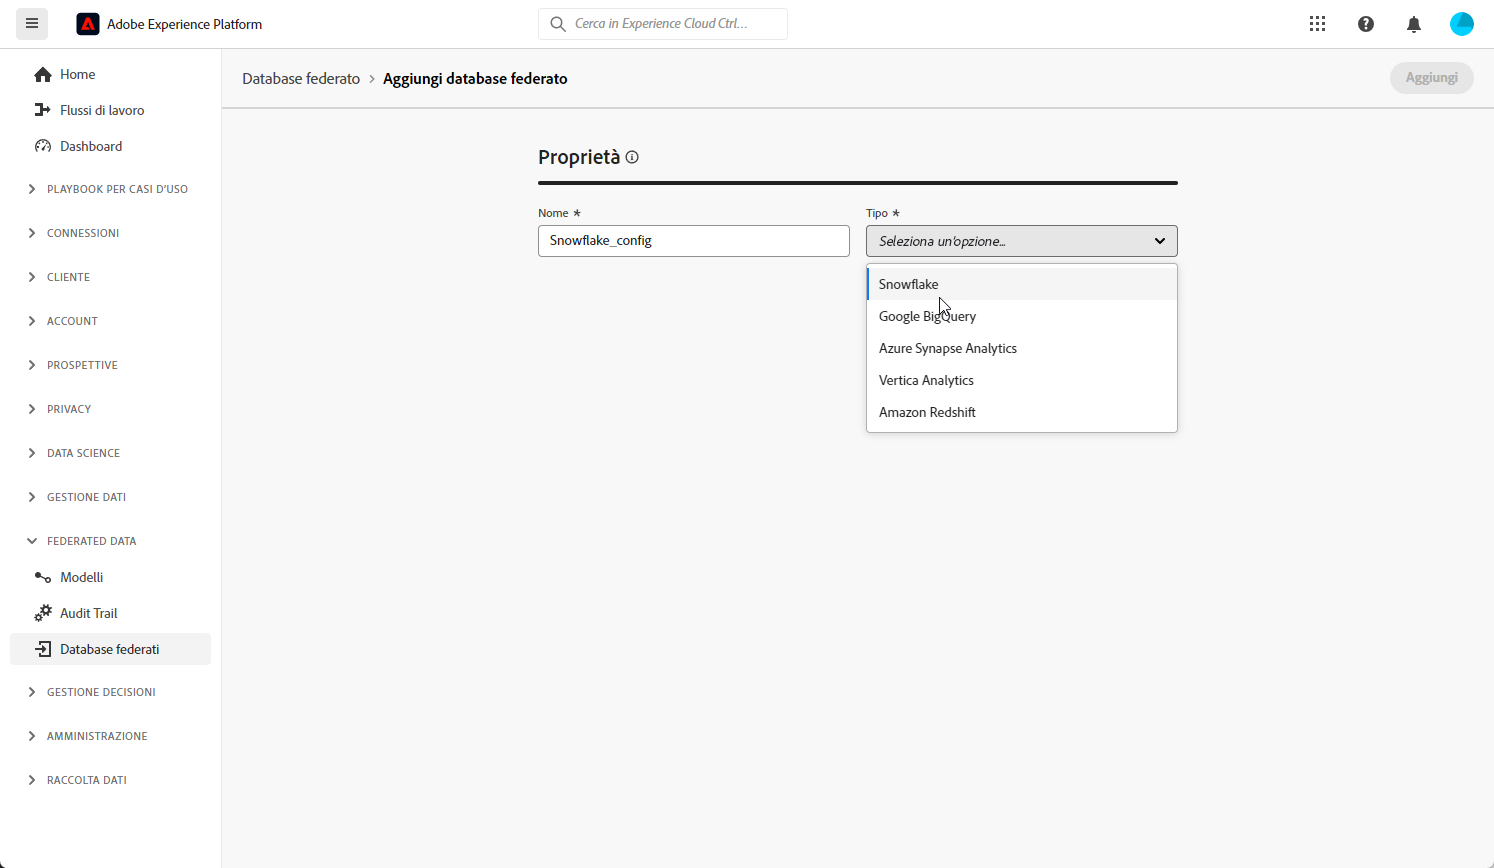 Adobe Experience Platform
Cerca in Experience Cloud Ctrl...
Home
Flussi di lavoro
Dashboard
PLAYBOOK PER CASI D'USO
CONNESSIONI
CLIENTE
ACCOUNT
PROSPETTIVE
PRIVACY
DATA SCIENCE
GESTIONE DATI
FEDERATED DATA
Modelli
Audit Trail
Database federati
GESTIONE DECISIONI
AMMINISTRAZIONE
RACCOLTA DATI
Database federato > Aggiungi database federato
Aggiungi
Proprietà
Nome *
Snowflake_config
Tipo *
Seleziona un'opzione...
Snowflake
Google BigQuery
Azure Synapse Analytics
Vertica Analytics
Amazon Redshift